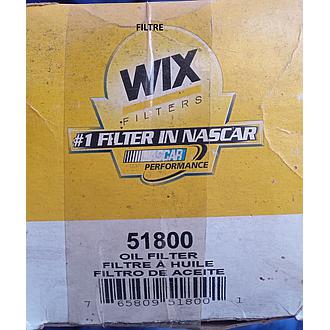 FILTRE
WIX
FILTERS
#1 FILTER IN NASCAR
NASCAR
PERFORMANCE
51800
OIL FILTER
FILTRE À HUILE
FILTRO DE ACEITE
7 65809 51800 1